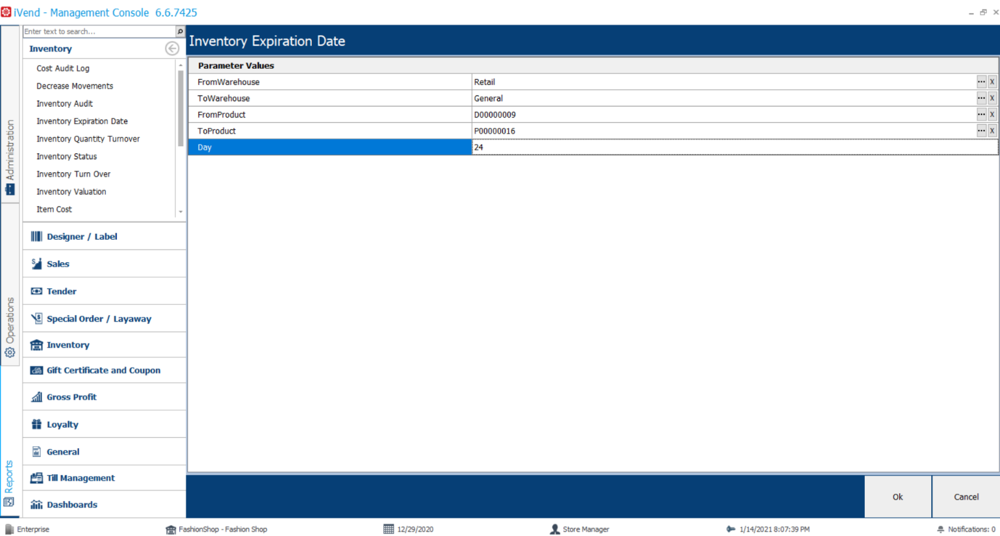 iVend - Management Console 6.6.7425
Enter text to search...
Inventory
Cost Audit Log
Decrease Movements
Inventory Audit
Inventory Expiration Date
Inventory Quantity Turnover
Inventory Status
Inventory Turn Over
Inventory Valuation
Item Cost
Designer / Label
Sales
Tender
Special Order / Layaway
Inventory
Gift Certificate and Coupon
Gross Profit
Loyalty
General
Till Management
Dashboards
Administration
Operations
Reports
Inventory Expiration Date
Parameter Values
FromWarehouse Retail ... X
ToWarehouse General ... X
FromProduct D00000009 ... X
ToProduct P00000016 ... X
Day 24
Ok Cancel
Enterprise FashionShop - Fashion Shop 12/29/2020 Store Manager 1/14/2021 8:07:39 PM Notifications: 0